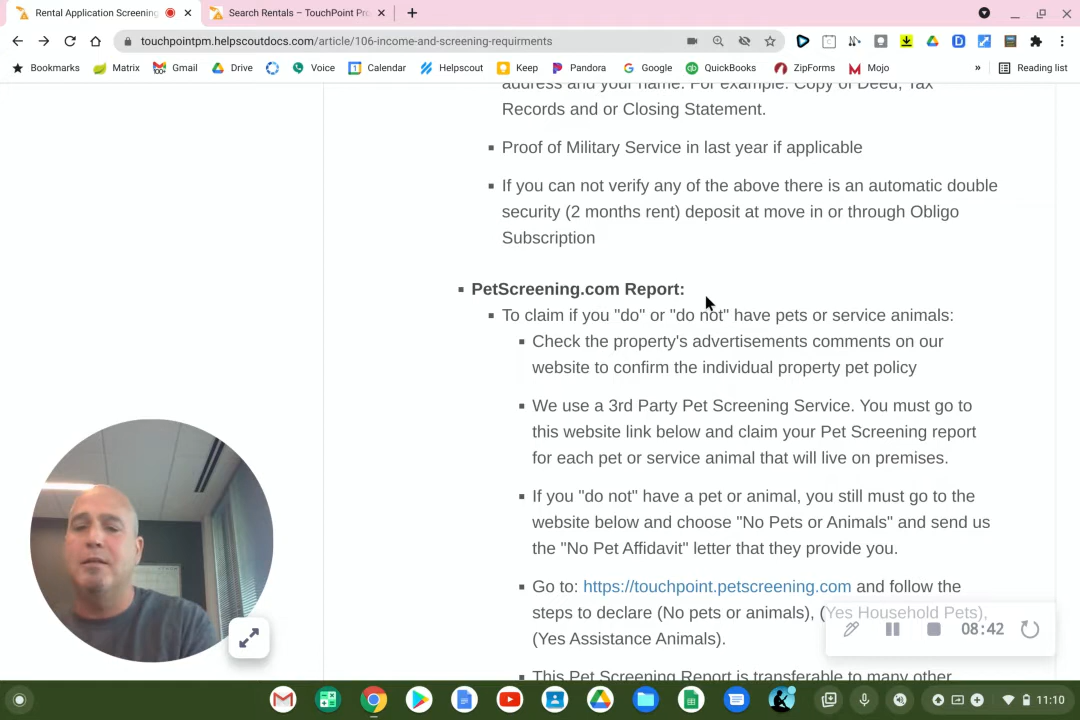 Rental Application Screening
Search Rentals – TouchPoint Pro
touchpointpm.helpscoutdocs.com/article/106-income-and-screening-requirments
Bookmarks Matrix Gmail Drive Voice Calendar Helpscout Keep Pandora Google QuickBooks ZipForms Mojo » Reading list
address and your name. For example: Copy of Deed, Tax
Records and or Closing Statement.
Proof of Military Service in last year if applicable
If you can not verify any of the above there is an automatic double
security (2 months rent) deposit at move in or through Obligo
Subscription
PetScreening.com Report:
To claim if you "do" or "do not" have pets or service animals:
Check the property's advertisements comments on our
website to confirm the individual property pet policy
We use a 3rd Party Pet Screening Service. You must go to
this website link below and claim your Pet Screening report
for each pet or service animal that will live on premises.
If you "do not" have a pet or animal, you still must go to the
website below and choose "No Pets or Animals" and send us
the "No Pet Affidavit" letter that they provide you.
Go to: https://touchpoint.petscreening.com and follow the
steps to declare (No pets or animals), (Yes Household Pets),
(Yes Assistance Animals).
08:42
This Pet Screening Report is transferable to many other
11:10